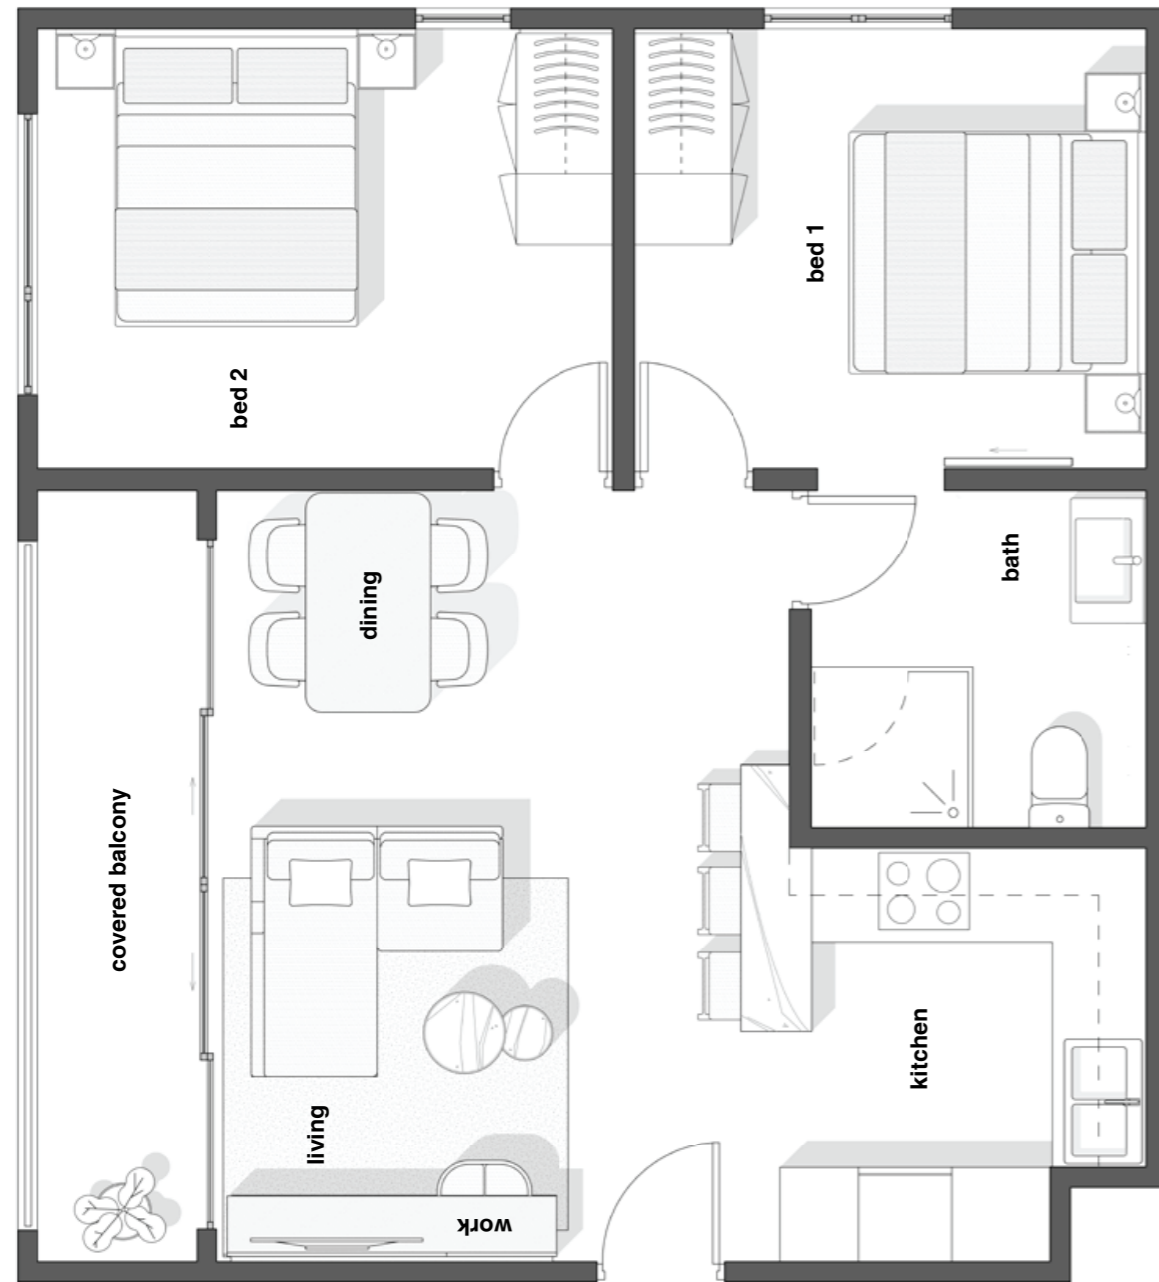 bed 1
bed 2
bath
dining
covered balcony
kitchen
living
work